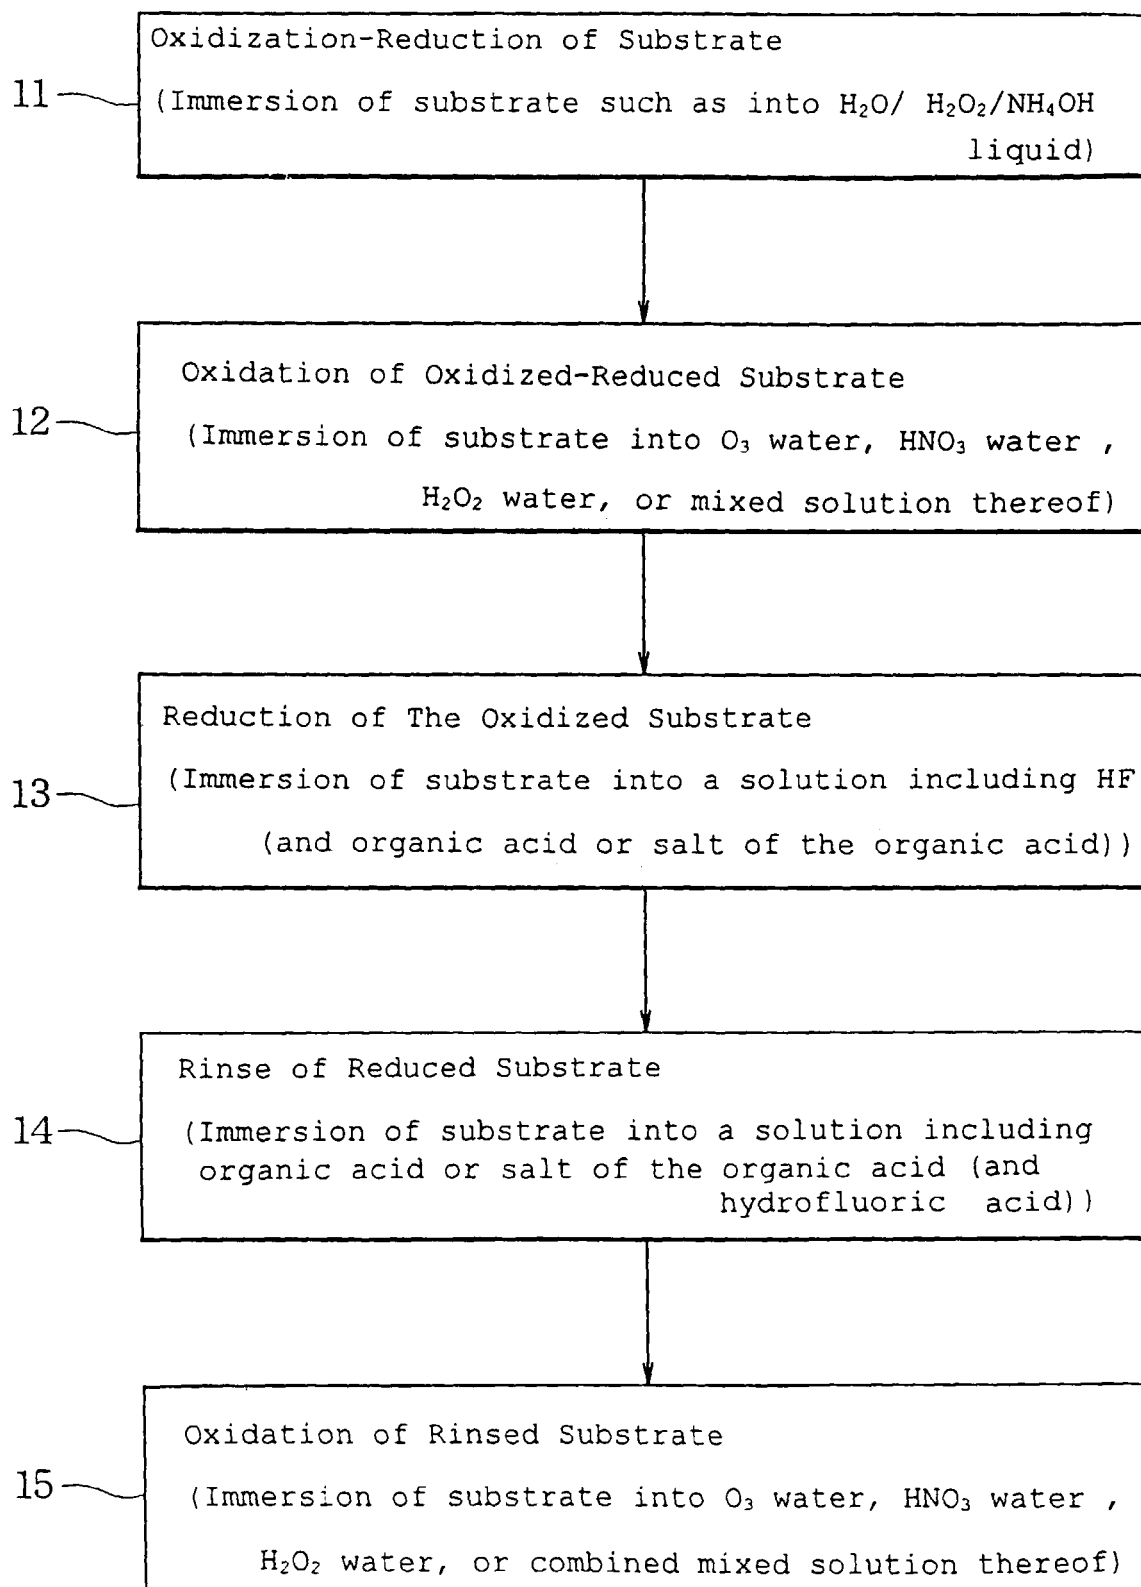 Oxidization-Reduction of Substrate
11
(Immersion of substrate such as into H₂O/ H₂O₂/NH₄OH
liquid)
Oxidation of Oxidized-Reduced Substrate
12
(Immersion of substrate into O₃ water, HNO₃ water ,
H₂O₂ water, or mixed solution thereof)
Reduction of The Oxidized Substrate
13
(Immersion of substrate into a solution including HF
(and organic acid or salt of the organic acid))
Rinse of Reduced Substrate
14
(Immersion of substrate into a solution including
organic acid or salt of the organic acid (and
hydrofluoric acid))
Oxidation of Rinsed Substrate
15
(Immersion of substrate into O₃ water, HNO₃ water ,
H₂O₂ water, or combined mixed solution thereof)